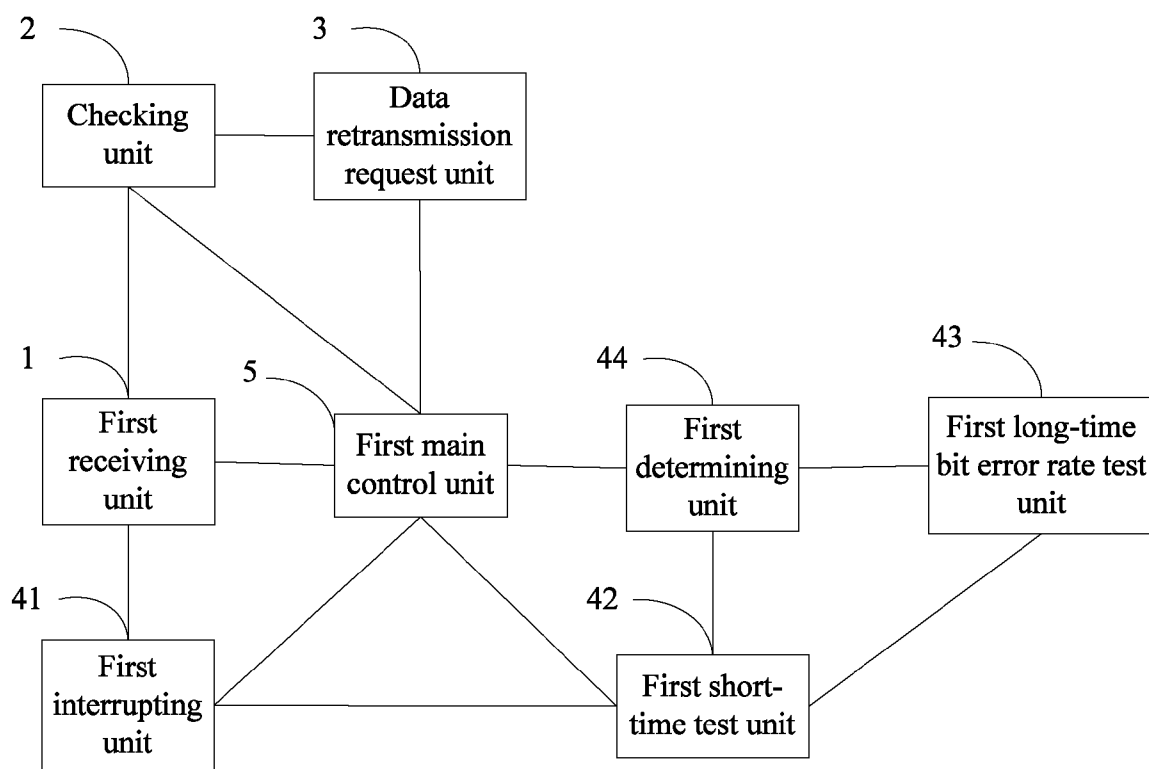 2
3
Checking
unit
Data
retransmission
request unit
1
5
44
43
First
receiving
unit
First main
control unit
First
determining
unit
First long-time
bit error rate test
unit
41
42
First
interrupting
unit
First short-
time test unit